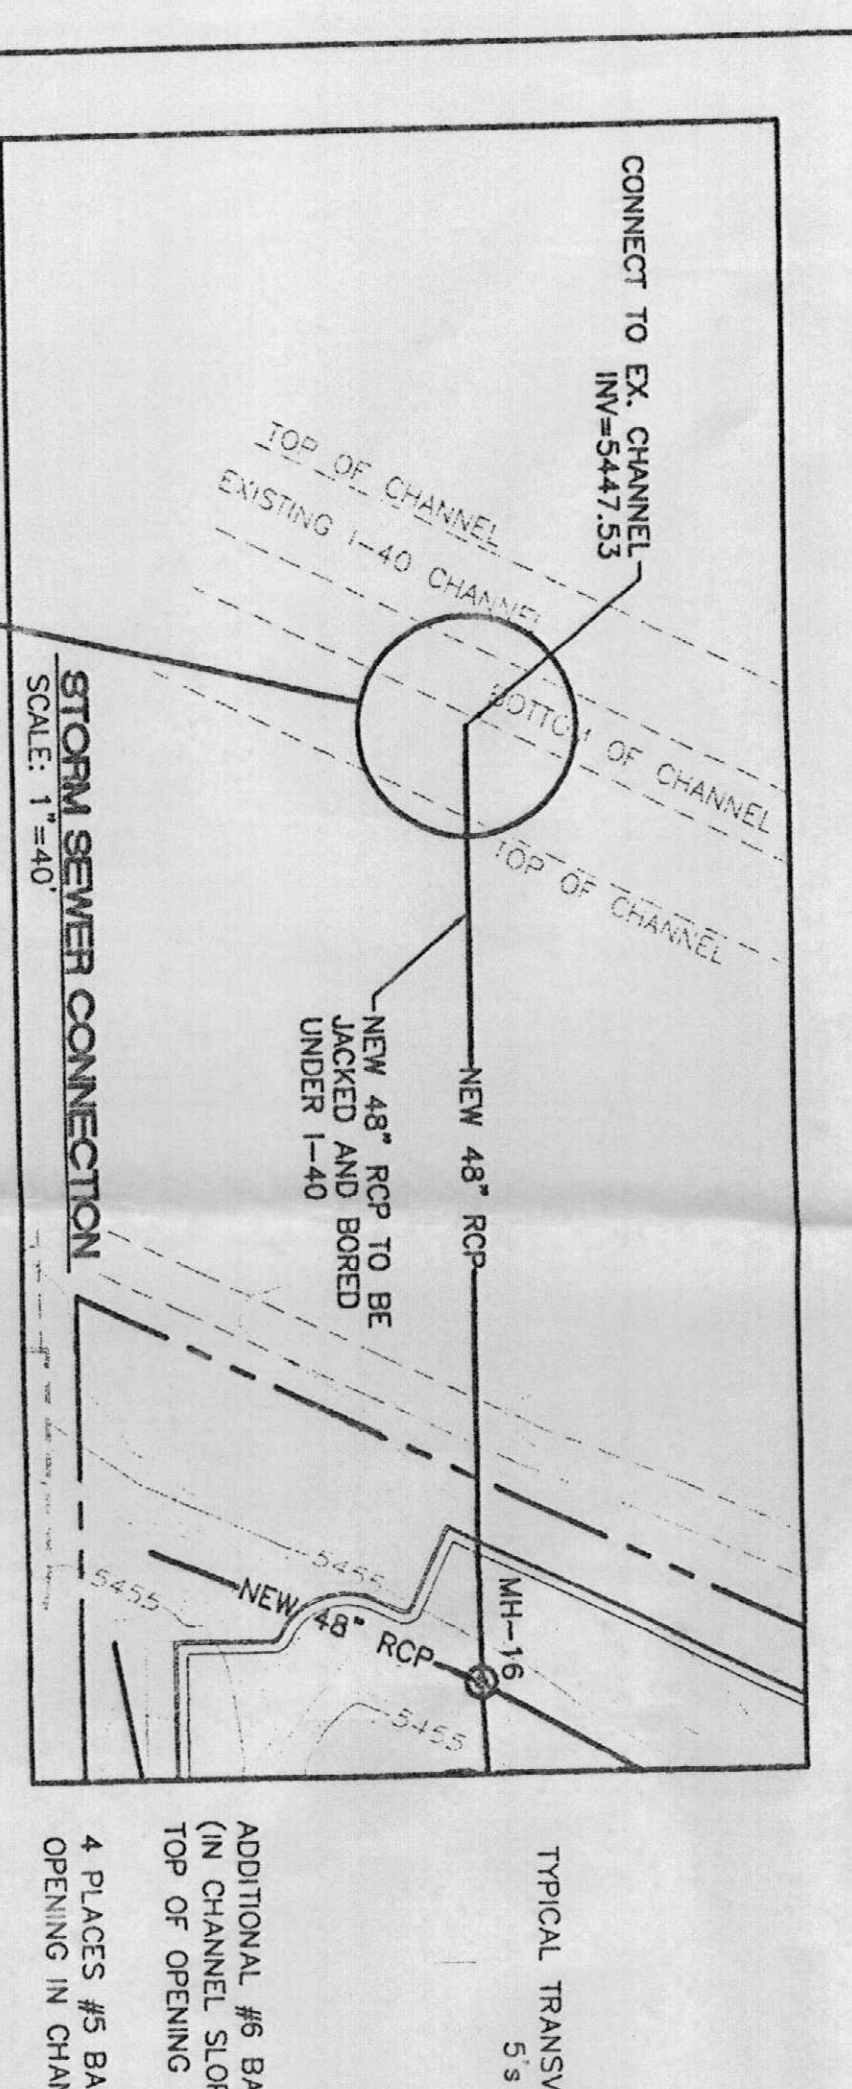 CONNECT TO EX. CHANNEL
INV=5447.53
TOP OF CHANNEL
EXISTING I-40 CHANNEL
BOTTOM OF CHANNEL
TOP OF CHANNEL
NEW 48" RCP
NEW 48" RCP TO BE
JACKED AND BORED
UNDER I-40
STORM SEWER CONNECTION
SCALE: 1"=40'
MH-16
5455
NEW 48" RCP
5455
5455
TYPICAL TRANSV
5's
ADDITIONAL #6 BA
(IN CHANNEL SLOP
TOP OF OPENING
4 PLACES #5 BA
OPENING IN CHAN